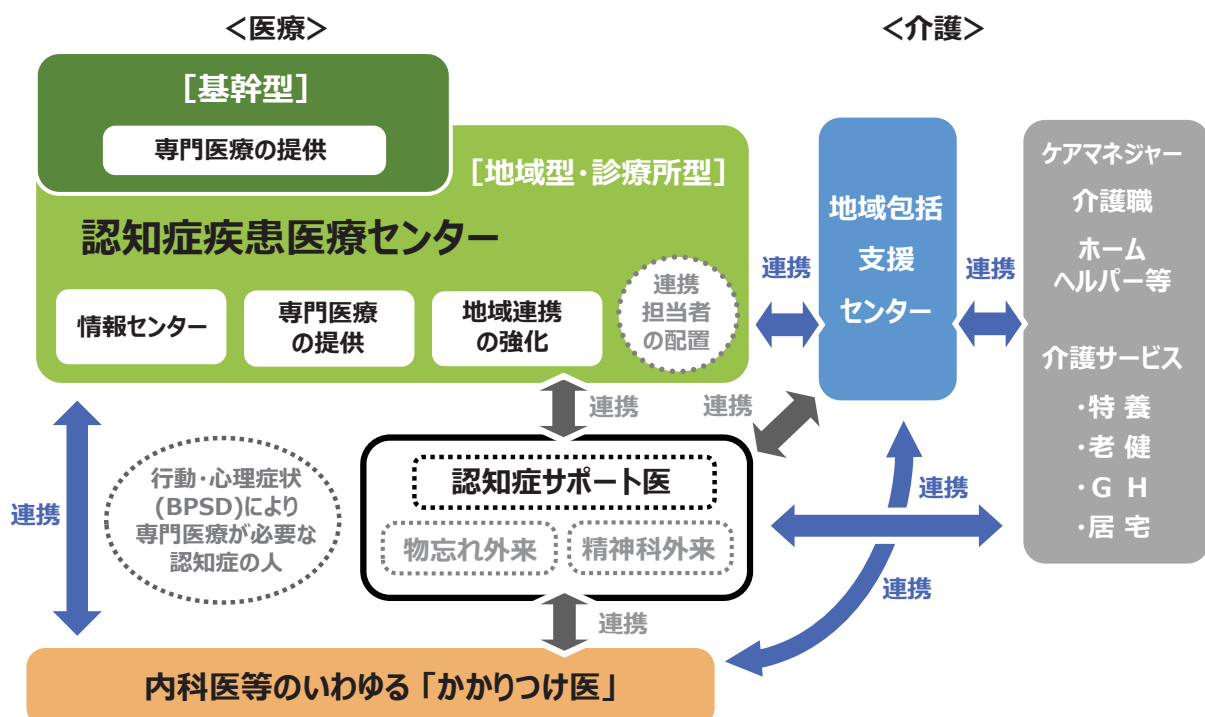 ＜医療＞
＜介護＞
［基幹型］
専門医療の提供
［地域型・診療所型］
認知症疾患医療センター
情報センター
専門医療
の提供
地域連携
の強化
連携
担当者
の配置
連携
地域包括
支援
センター
連携
ケアマネジャー
介護職
ホーム
ヘルパー等
介護サービス
・特 養
・老 健
・G H
・居 宅
連携
連携
連携
行動・心理症状
(BPSD)により
専門医療が必要な
認知症の人
認知症サポート医
物忘れ外来
精神科外来
連携
連携
連携
内科医等のいわゆる「かかりつけ医」